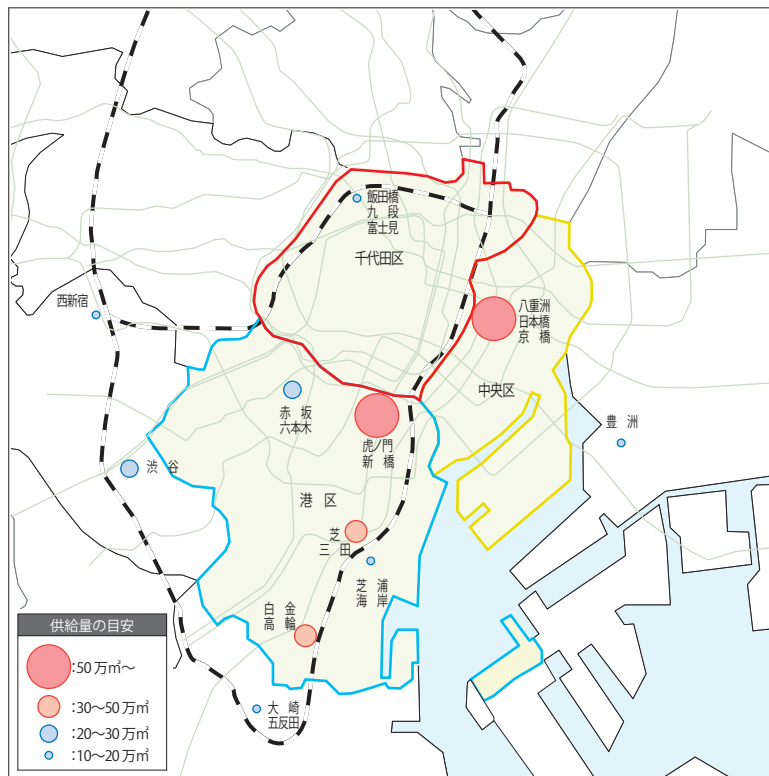 飯田橋
九 段
富士見
千代田区
西新宿
八重洲
日本橋
京 橋
中央区
赤 坂
六本木
虎ノ門
新 橋
豊 洲
渋 谷
港 区
芝
三 田
芝 浦
海 岸
白 金
高 輪
大 崎
五反田
供給量の目安
:50万㎡〜
:30〜50万㎡
:20〜30万㎡
:10〜20万㎡